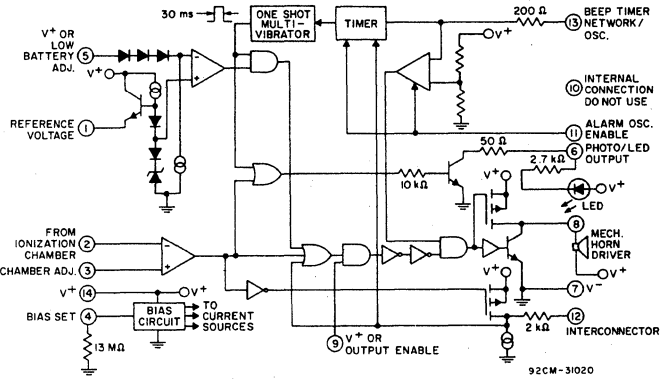 30 ms
ONE SHOT
MULTI-
VIBRATOR
TIMER
200 Ω
13
BEEP TIMER
NETWORK/
OSC.
V+ OR
LOW
BATTERY
ADJ.
5
V+
V+
10
INTERNAL
CONNECTION
DO NOT USE
REFERENCE
VOLTAGE
1
11
ALARM OSC.
ENABLE
50 Ω
6
PHOTO/LED
OUTPUT
2.7 kΩ
10 kΩ
V+
LED
V+
FROM
IONIZATION
CHAMBER
2
CHAMBER ADJ.
3
8
MECH.
HORN
DRIVER
V+
V+
7
V-
V+
14
V+
BIAS SET
4
BIAS
CIRCUIT
TO
CURRENT
SOURCES
13 MΩ
9
V+ OR
OUTPUT ENABLE
2 kΩ
12
INTERCONNECTOR
92CM-31020